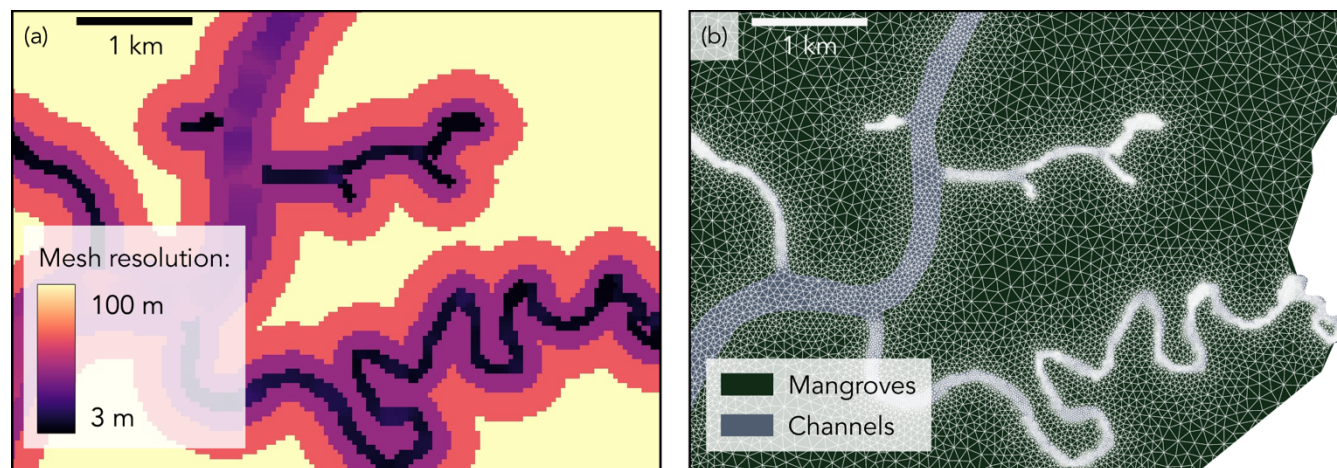 (a)
1 km
Mesh resolution:
100 m
3 m
(b)
1 km
Mangroves
Channels